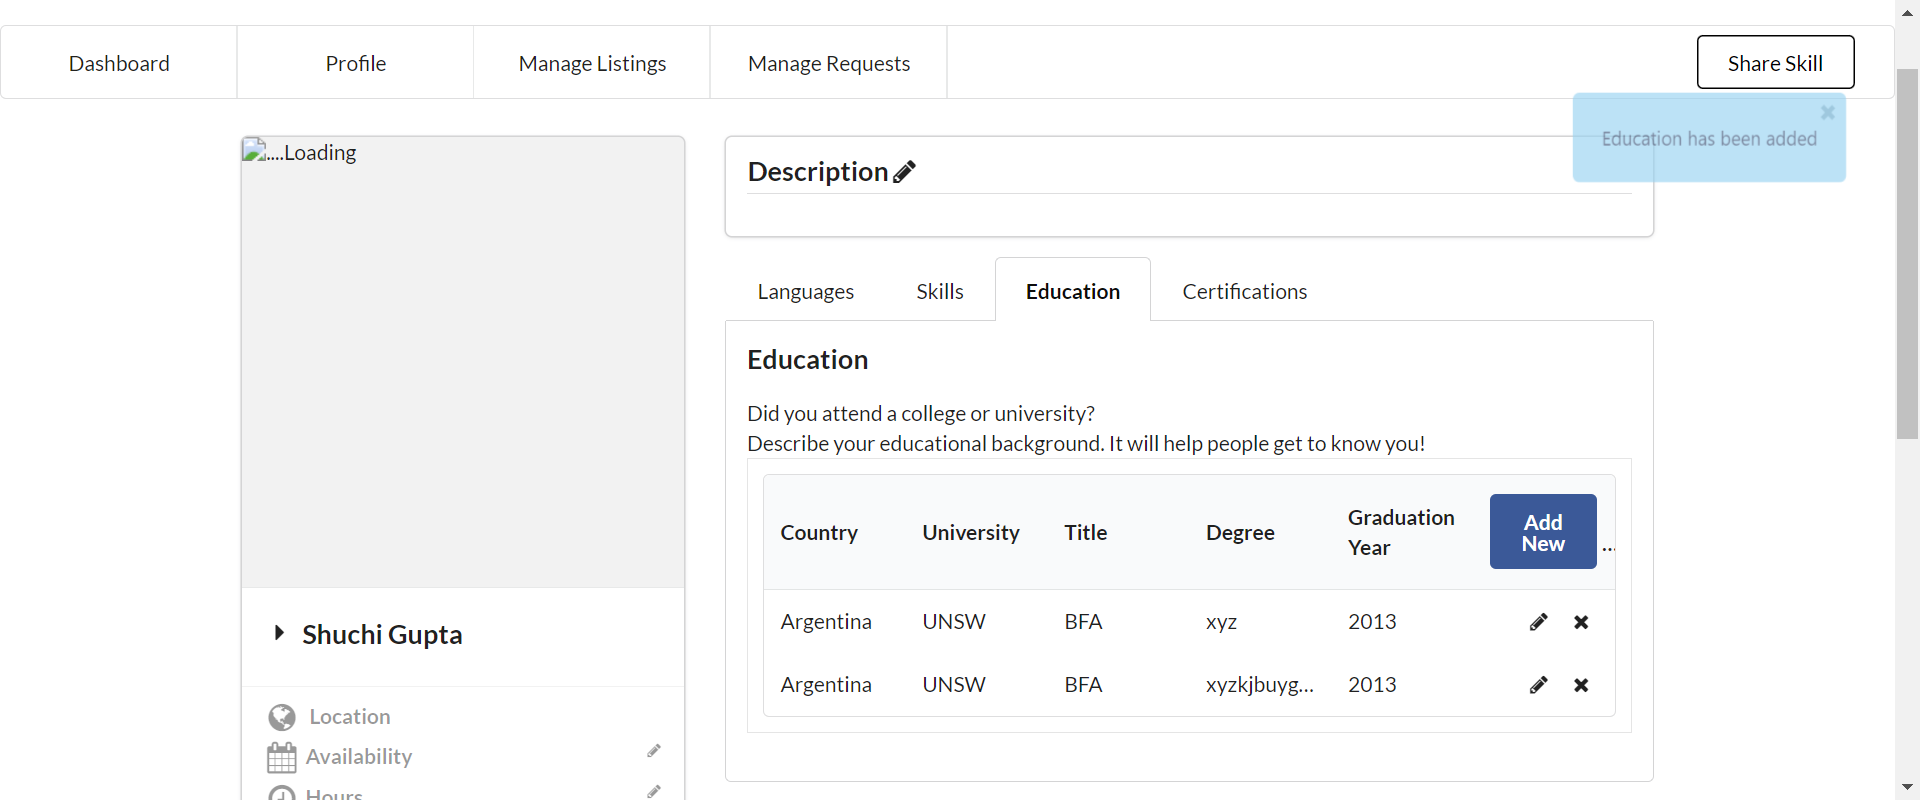 Dashboard
Profile
Manage Listings
Manage Requests
Share Skill
Education has been added
....Loading
Description
Languages
Skills
Education
Certifications
Education
Did you attend a college or university?
Describe your educational background. It will help people get to know you!
Country University Title Degree Graduation Year Add New ...
Argentina UNSW BFA xyz 2013
Argentina UNSW BFA xyzkjbuyg... 2013
Shuchi Gupta
Location
Availability
Hours